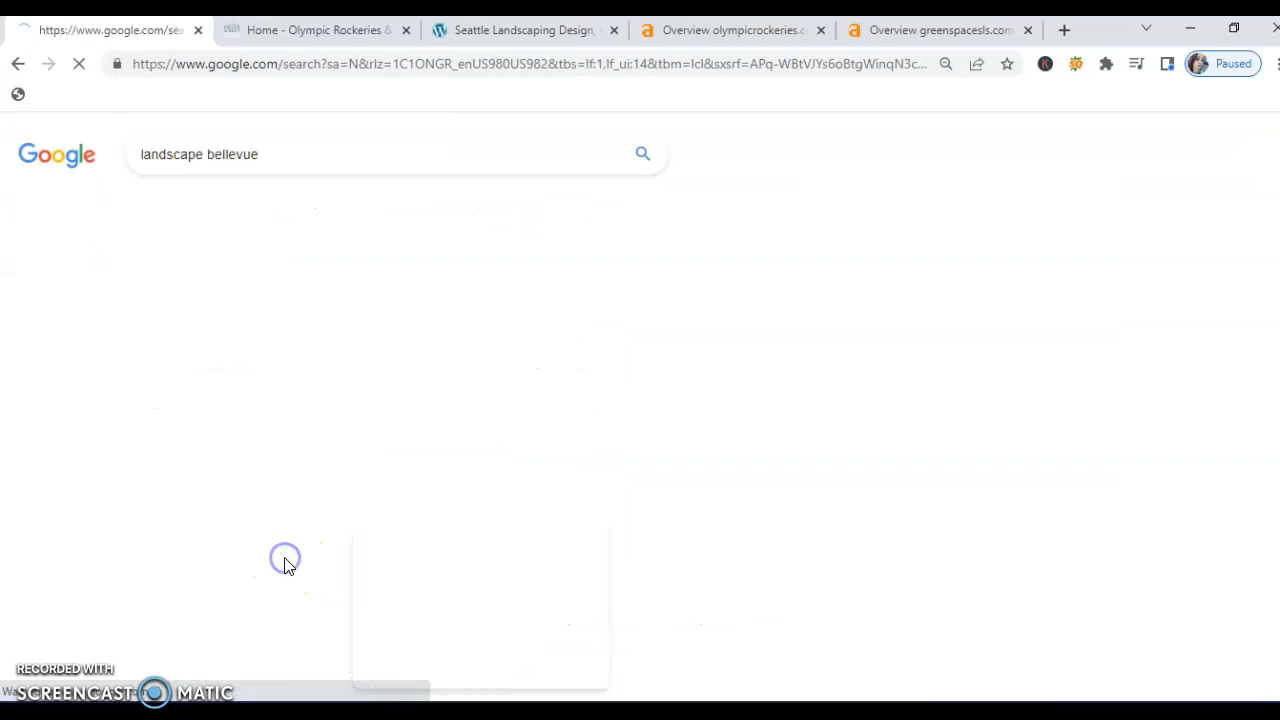 https://www.google.com/sea
Home - Olympic Rockeries &
Seattle Landscaping Design,
Overview olympicrockeries.c
Overview greenspacesls.com
https://www.google.com/search?sa=N&rlz=1C1ONGR_enUS980US982&tbs=lf:1,lf_ui:14&tbm=lcl&sxsrf=APq-WBtVJYs6oBtgWinqN3c...
Paused
Google
landscape bellevue
RECORDED WITH
SCREENCAST MATIC